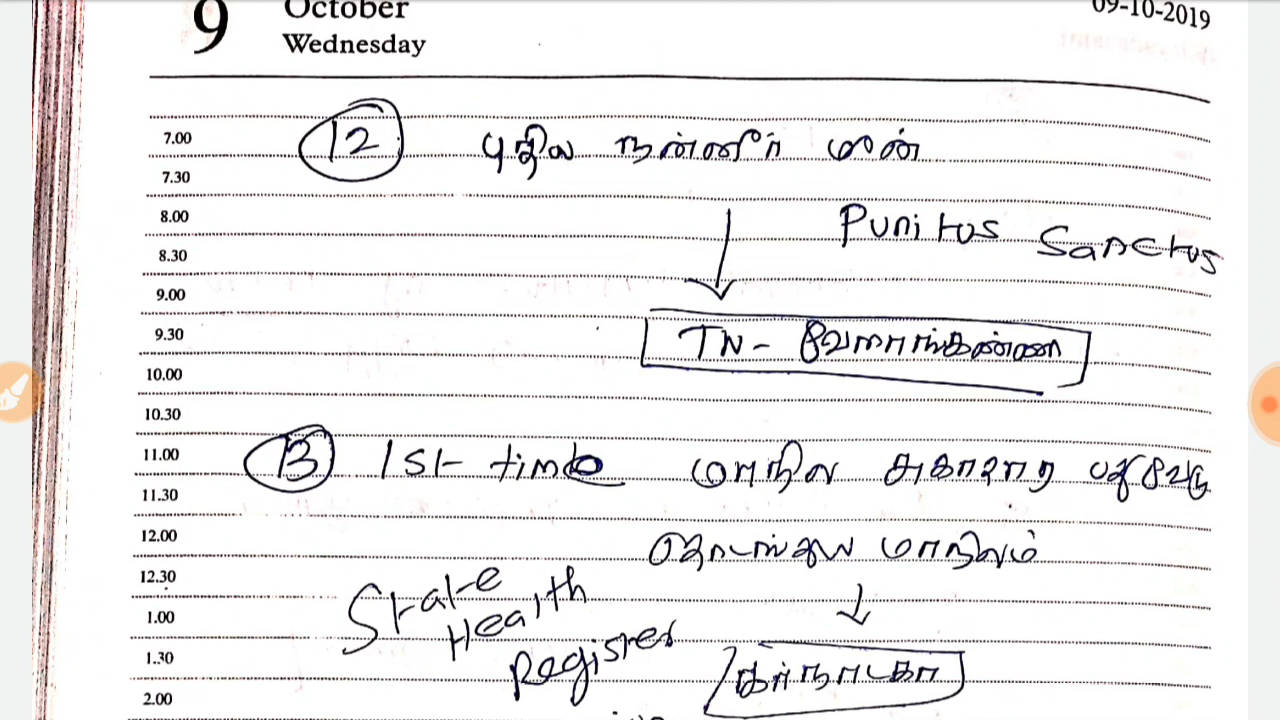 9
October
Wednesday
09-10-2019
7.00
12 புதிய நன்னீர் மீன்
7.30
8.00
Punitus Sanctus
8.30
9.00
9.30
TN - வேளாங்கண்ணி
10.00
10.30
11.00
13 1st time மாநில சுகாதார பதிவேடு
11.30
12.00
தொடங்கிய மாநிலம்
12.30
State
Health
1.00
Register
1.30
கர்நாடகா
2.00